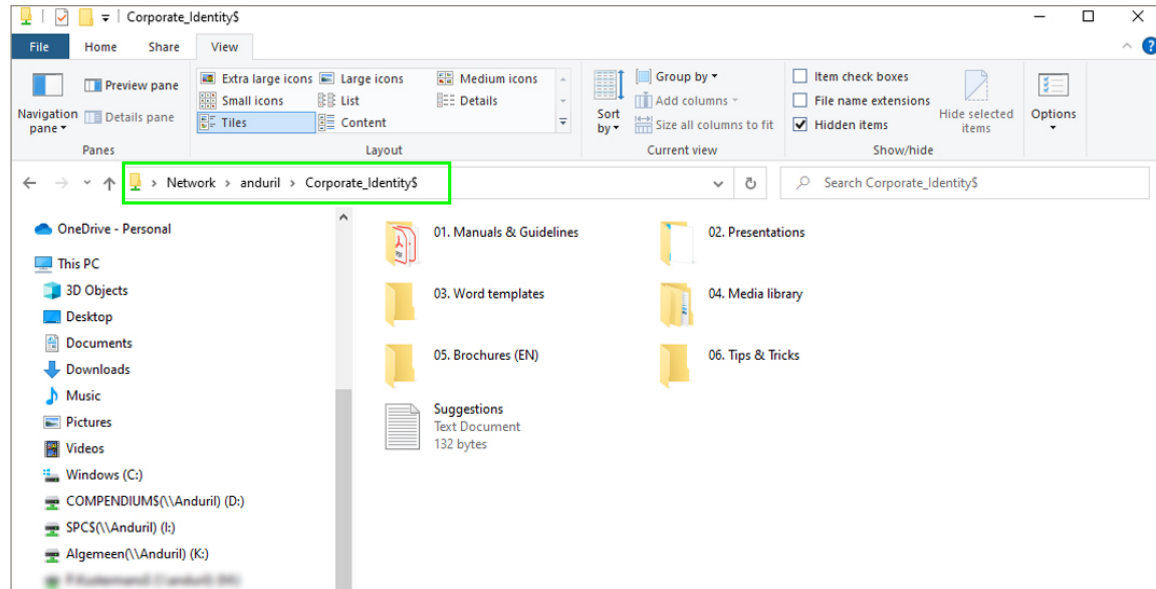 Corporate_Identity$
File Home Share View
Navigation pane
Preview pane
Details pane
Panes
Extra large icons Large icons Medium icons
Small icons List Details
Tiles Content
Layout
Sort by
Group by
Add columns
Size all columns to fit
Current view
Item check boxes
File name extensions
Hidden items
Hide selected items
Show/hide
Options
Network > anduril > Corporate_Identity$
Search Corporate_Identity$
OneDrive - Personal
This PC
3D Objects
Desktop
Documents
Downloads
Music
Pictures
Videos
Windows (C:)
COMPENDIUM$(\\Anduril) (D:)
SPC$(\\Anduril) (I:)
Algemeen(\\Anduril) (K:)
01. Manuals & Guidelines
02. Presentations
03. Word templates
04. Media library
05. Brochures (EN)
06. Tips & Tricks
Suggestions
Text Document
132 bytes